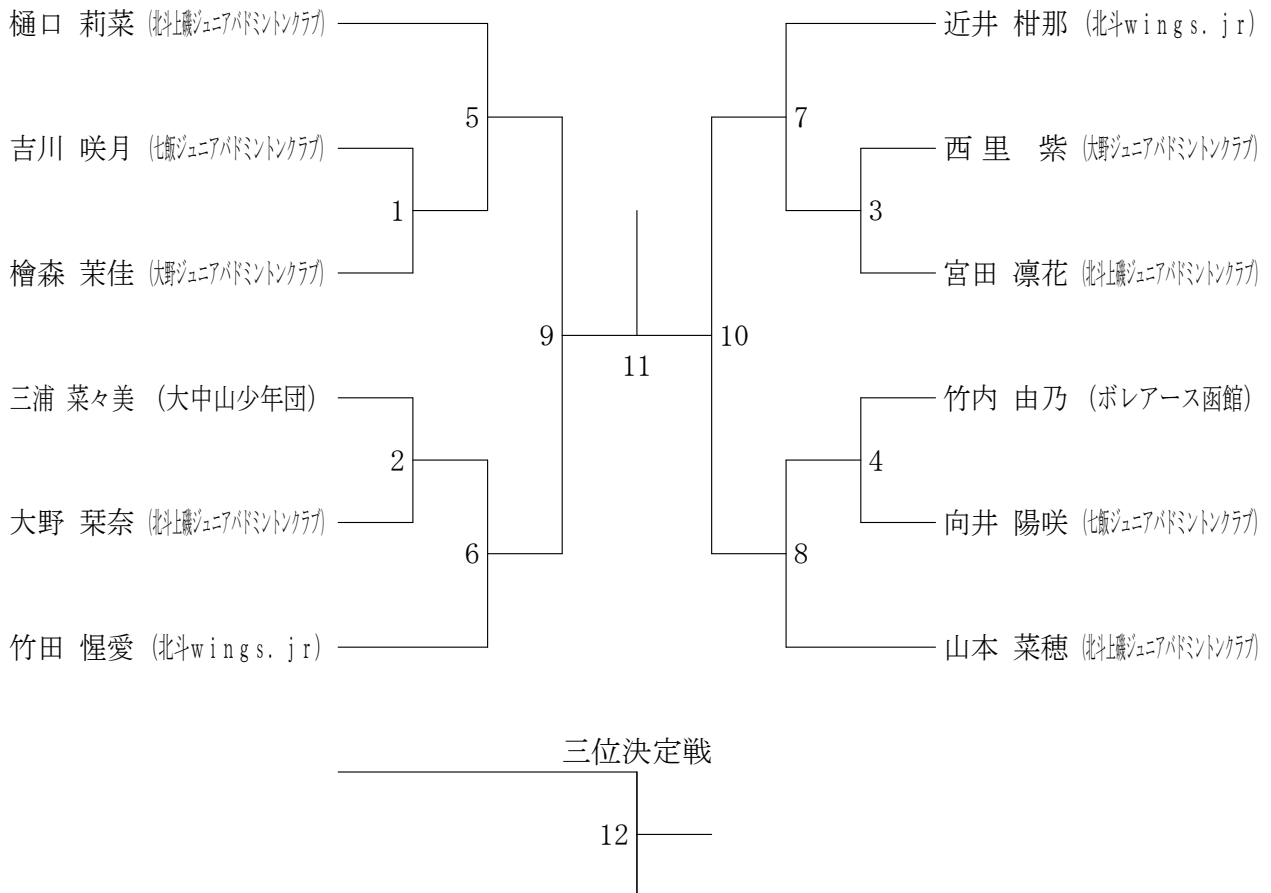 樋口 莉菜 (北斗上磯ジュニアバドミントンクラブ)
5
吉川 咲月 (七飯ジュニアバドミントンクラブ)
1
檜森 茉佳 (大野ジュニアバドミントンクラブ)
9
三浦 菜々美 (大中山少年団)
2
大野 栞奈 (北斗上磯ジュニアバドミントンクラブ)
6
竹田 惺愛 (北斗wings.jr)
11
近井 柑那 (北斗wings.jr)
7
西里 紫 (大野ジュニアバドミントンクラブ)
3
宮田 凛花 (北斗上磯ジュニアバドミントンクラブ)
10
竹内 由乃 (ボレアース函館)
4
向井 陽咲 (七飯ジュニアバドミントンクラブ)
8
山本 菜穂 (北斗上磯ジュニアバドミントンクラブ)
三位決定戦
12